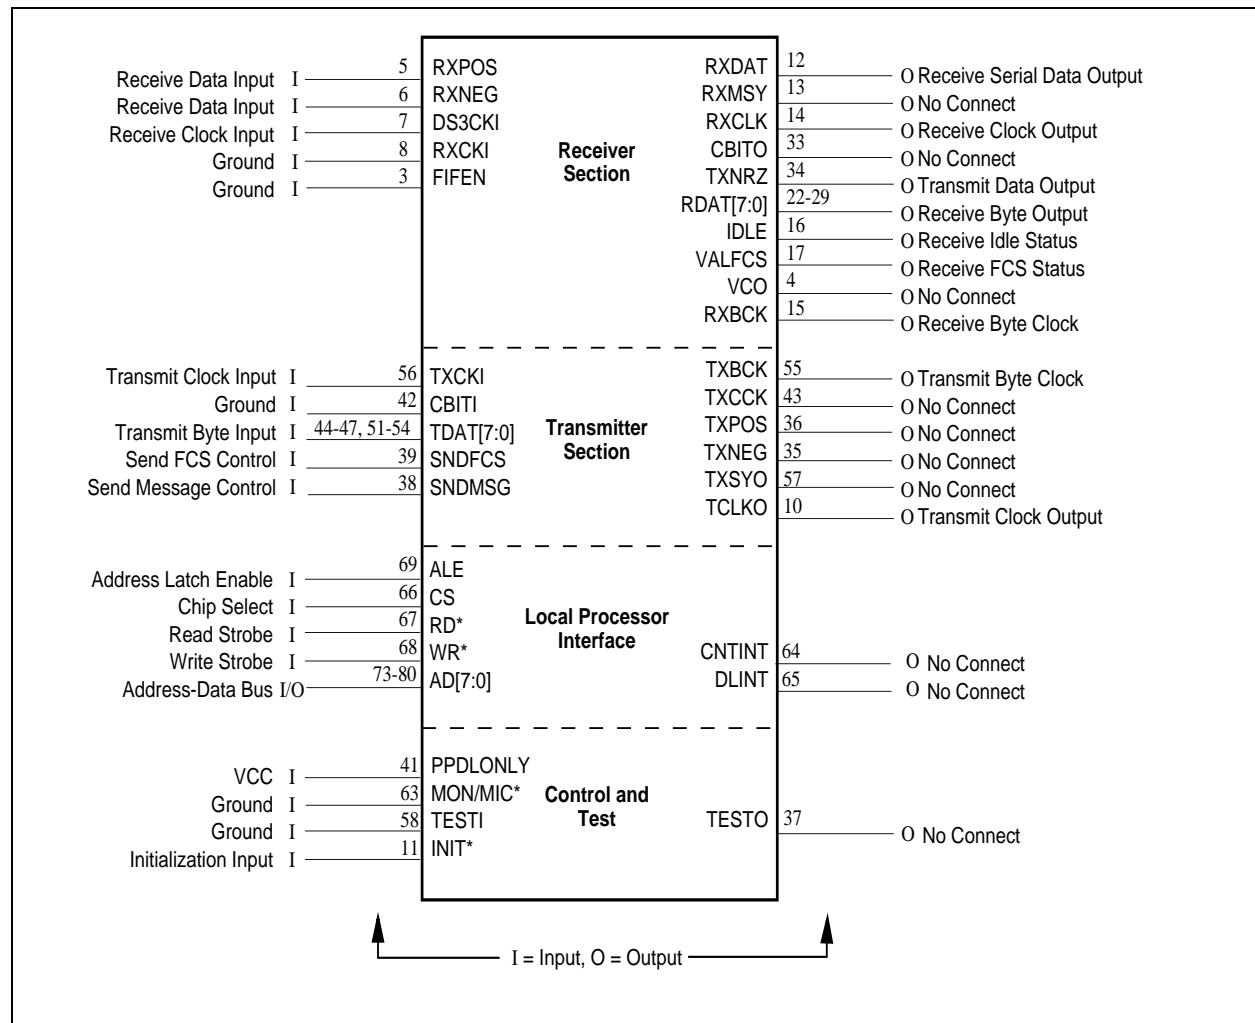 Receive Data Input I 5 RXPOS
Receive Data Input I 6 RXNEG
Receive Clock Input I 7 DS3CKI
Ground I 8 RXCKI
Ground I 3 FIFEN
Receiver
Section
RXDAT 12 O Receive Serial Data Output
RXMSY 13 O No Connect
RXCLK 14 O Receive Clock Output
CBITO 33 O No Connect
TXNRZ 34 O Transmit Data Output
RDAT[7:0] 22-29 O Receive Byte Output
IDLE 16 O Receive Idle Status
VALFCS 17 O Receive FCS Status
VCO 4 O No Connect
RXBCK 15 O Receive Byte Clock
Transmit Clock Input I 56 TXCKI
Ground I 42 CBITI
Transmit Byte Input I 44-47, 51-54 TDAT[7:0]
Send FCS Control I 39 SNDFCS
Send Message Control I 38 SNDMSG
Transmitter
Section
TXBCK 55 O Transmit Byte Clock
TXCCK 43 O No Connect
TXPOS 36 O No Connect
TXNEG 35 O No Connect
TXSYO 57 O No Connect
TCLKO 10 O Transmit Clock Output
Address Latch Enable I 69 ALE
Chip Select I 66 CS
Read Strobe I 67 RD*
Write Strobe I 68 WR*
Address-Data Bus I/O 73-80 AD[7:0]
Local Processor
Interface
CNTINT 64 O No Connect
DLINT 65 O No Connect
VCC I 41 PPDLONLY
Ground I 63 MON/MIC*
Ground I 58 TESTI
Initialization Input I 11 INIT*
Control and
Test
TESTO 37 O No Connect
I = Input, O = Output